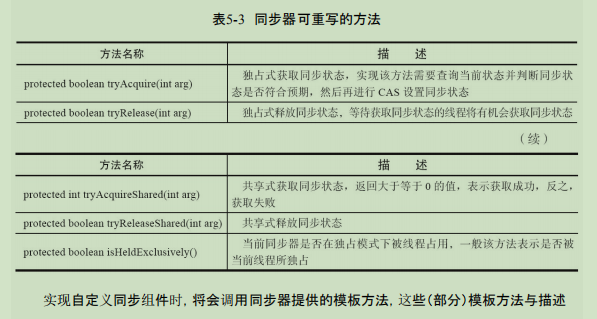 表5-3 同步器可重写的方法
方法名称 描 述
protected boolean tryAcquire(int arg) 独占式获取同步状态，实现该方法需要查询当前状态并判断同步状
态是否符合预期，然后再进行 CAS 设置同步状态
protected boolean tryRelease(int arg) 独占式释放同步状态，等待获取同步状态的线程将有机会获取同步状态
（续）
方法名称 描 述
protected int tryAcquireShared(int arg) 共享式获取同步状态，返回大于等于 0 的值，表示获取成功，反之，
获取失败
protected boolean tryReleaseShared(int arg) 共享式释放同步状态
protected boolean isHeldExclusively() 当前同步器是否在独占模式下被线程占用，一般该方法表示是否被
当前线程所独占
实现自定义同步组件时，将会调用同步器提供的模板方法，这些（部分）模板方法与描述